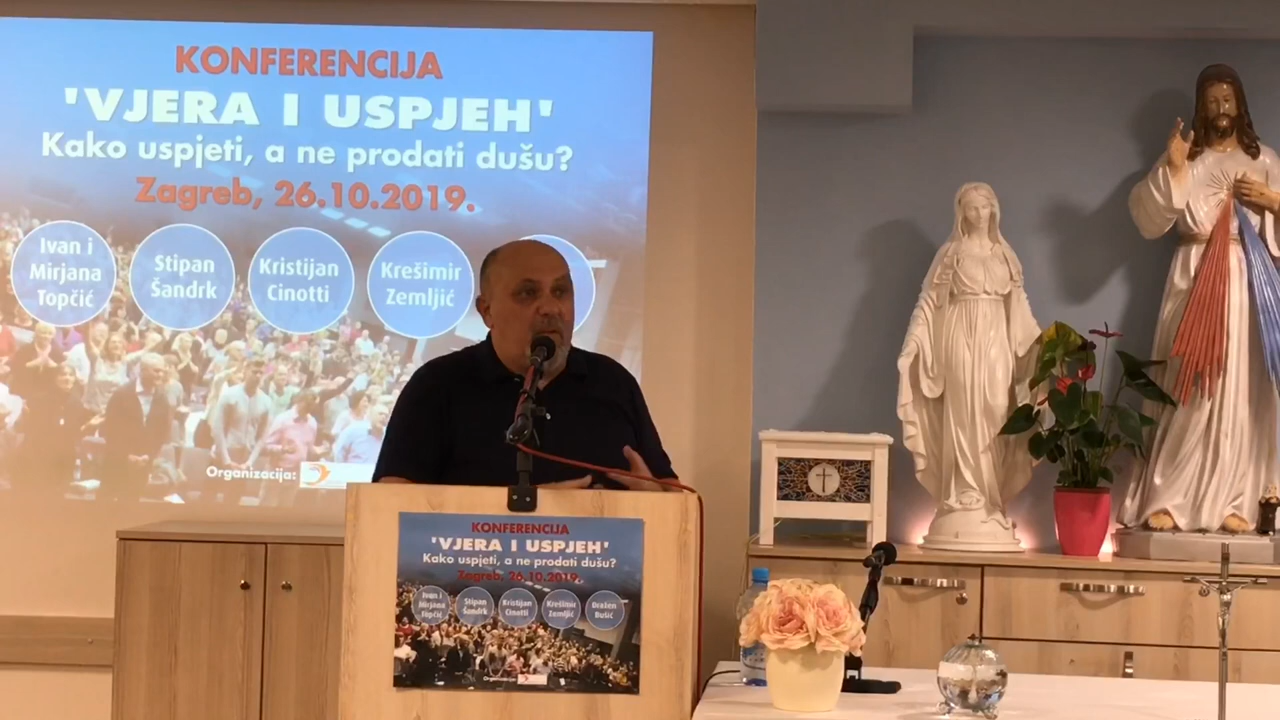 KONFERENCIJA
'VJERA I USPJEH'
Kako uspjeti, a ne prodati dušu?
Zagreb, 26.10.2019.
Ivan i
Mirjana
Topčić
Stipan
Šandrk
Kristijan
Cinotti
Krešimir
Zemljić
Organizacija:
KONFERENCIJA
'VJERA I USPJEH'
Kako uspjeti, a ne prodati dušu?
Zagreb, 26.10.2019.
Ivan i
Mirjana
Topčić
Stipan
Šandrk
Kristijan
Cinotti
Krešimir
Zemljić
Dražen
Bušić
Organizacija: